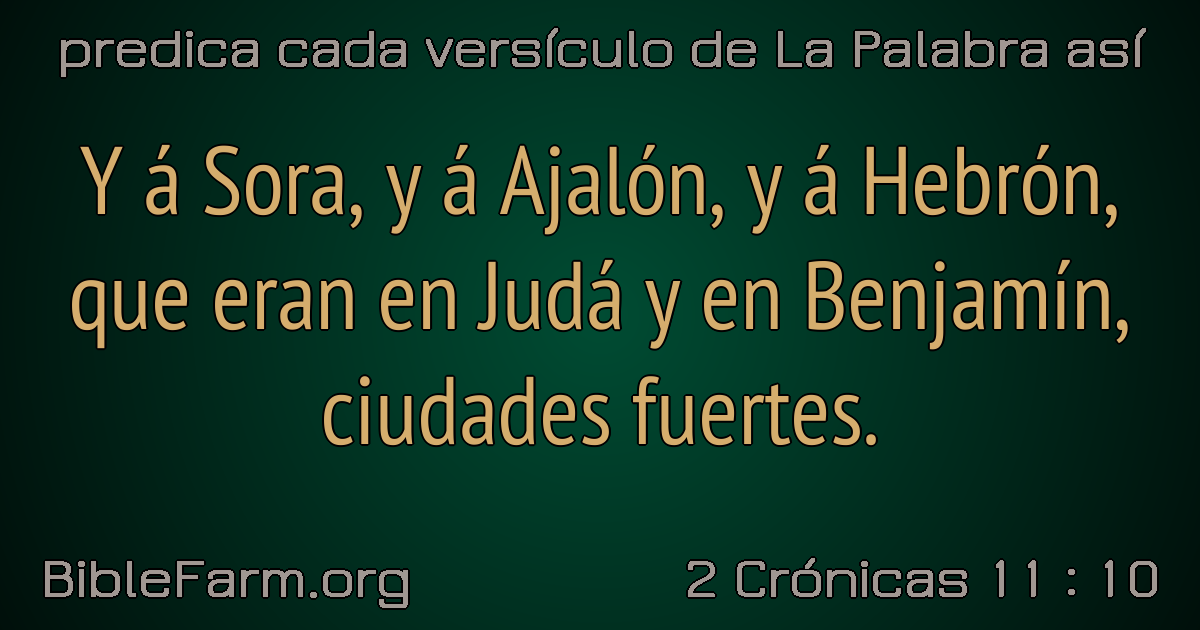 predica cada versículo de La Palabra así
Y á Sora, y á Ajalón, y á Hebrón,
que eran en Judá y en Benjamín,
ciudades fuertes.
BibleFarm.org
2 Crónicas 11 : 10